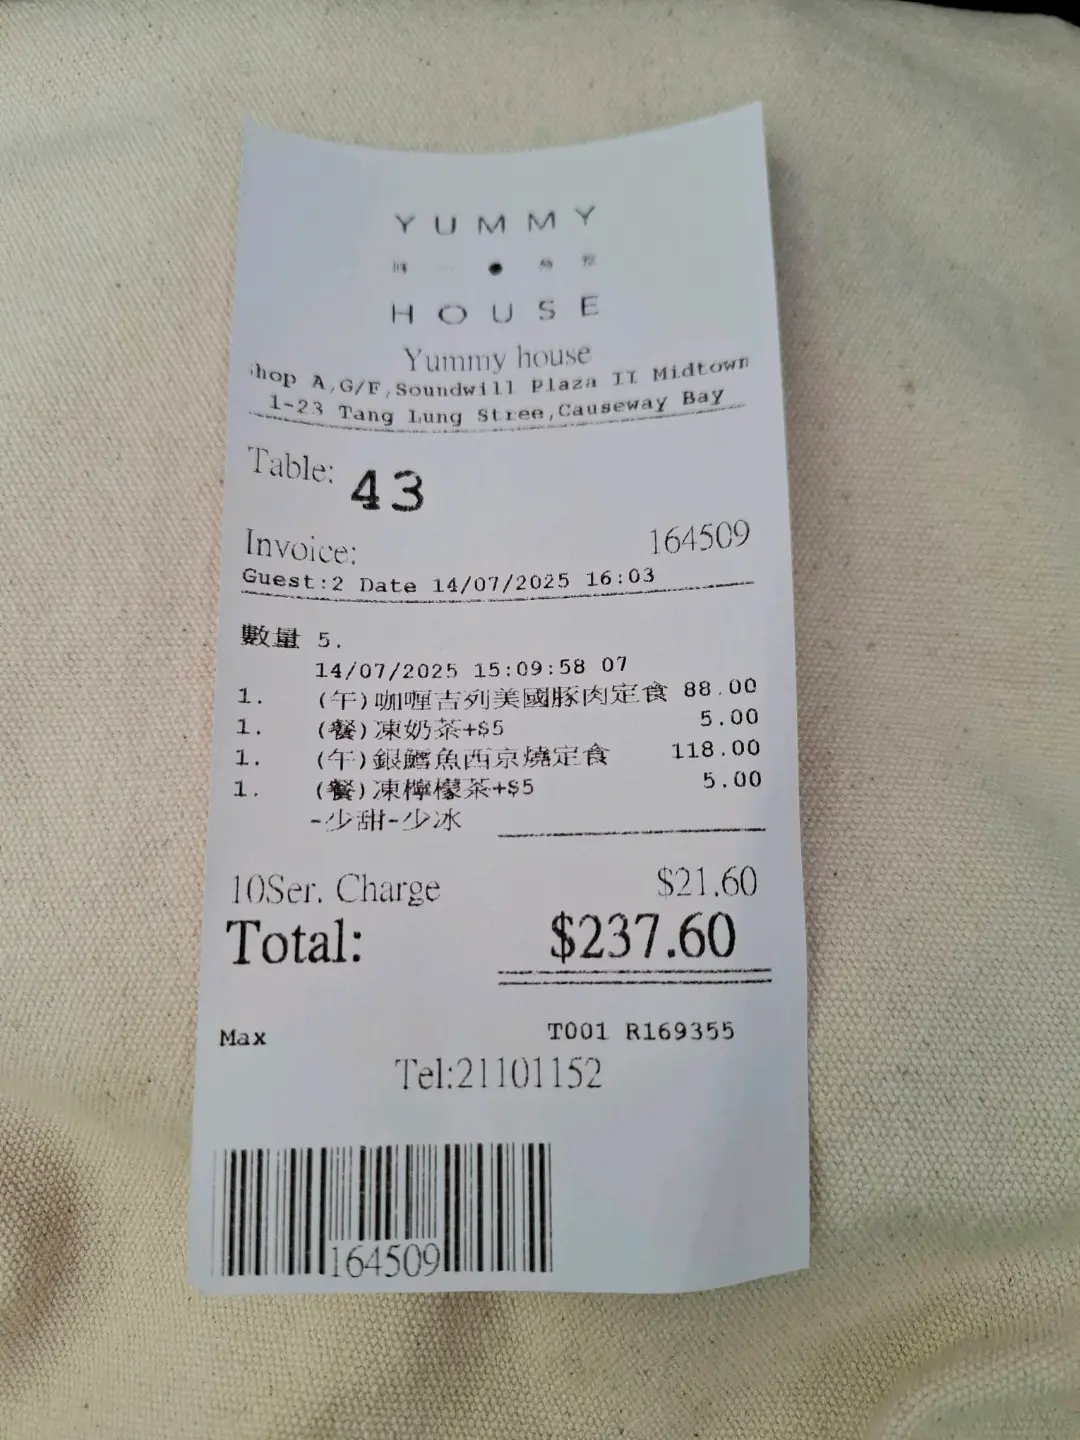 YUMMY
HOUSE
Yummy house
hop A,G/F,Soundwill Plaza II Midtown
1-23 Tang Lung Stree,Causeway Bay
Table: 43
Invoice: 164509
Guest:2 Date 14/07/2025 16:03
數量 5.
14/07/2025 15:09:58 07
1. (午)咖喱吉列美國豚肉定食 88.00
1. (餐)凍奶茶+$5 5.00
1. (午)銀鱈魚西京燒定食 118.00
1. (餐)凍檸檬茶+$5 5.00
-少甜-少冰
10Ser. Charge $21.60
Total: $237.60
Max T001 R169355
Tel:21101152
164509